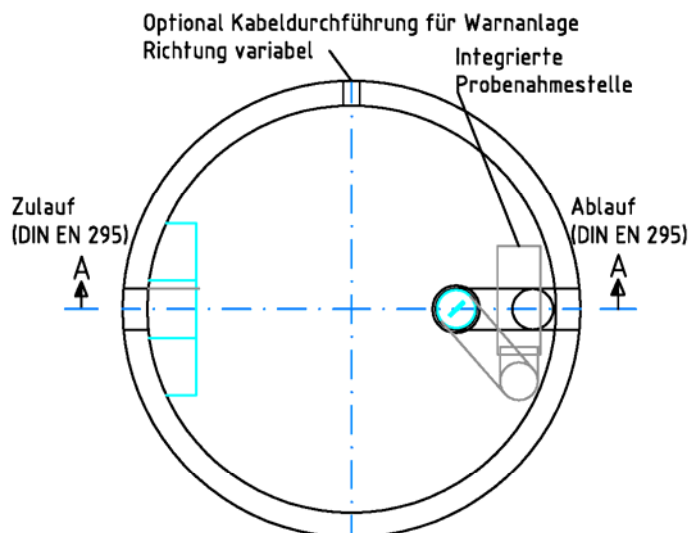 Optional Kabeldurchführung für Warnanlage
Richtung variabel
Integrierte
Probenahmestelle
Zulauf
(DIN EN 295)
A
Ablauf
(DIN EN 295)
A